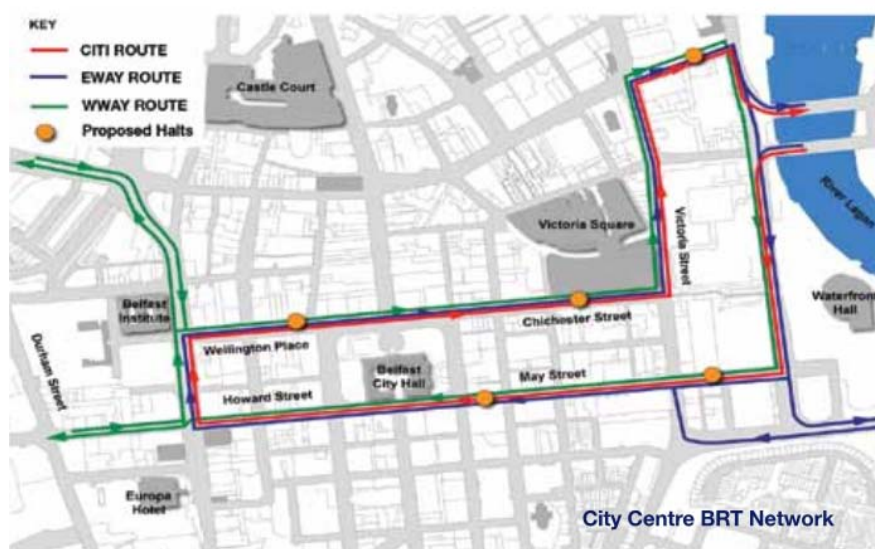 KEY
CITI ROUTE
EWAY ROUTE
WWAY ROUTE
Proposed Halts
Castle Court
Victoria Square
Victoria Street
River Lagan
Waterfront
Hall
Belfast
Institute
Durham Street
Wellington Place
Chichester Street
Belfast
City Hall
May Street
Howard Street
Europa
Hotel
City Centre BRT Network